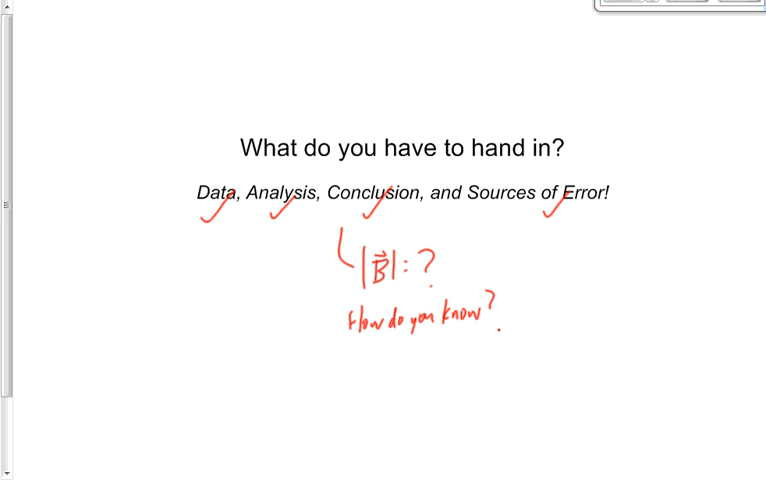 What do you have to hand in?
Data, Analysis, Conclusion, and Sources of Error!
|B⃗| : ?
How do you know?